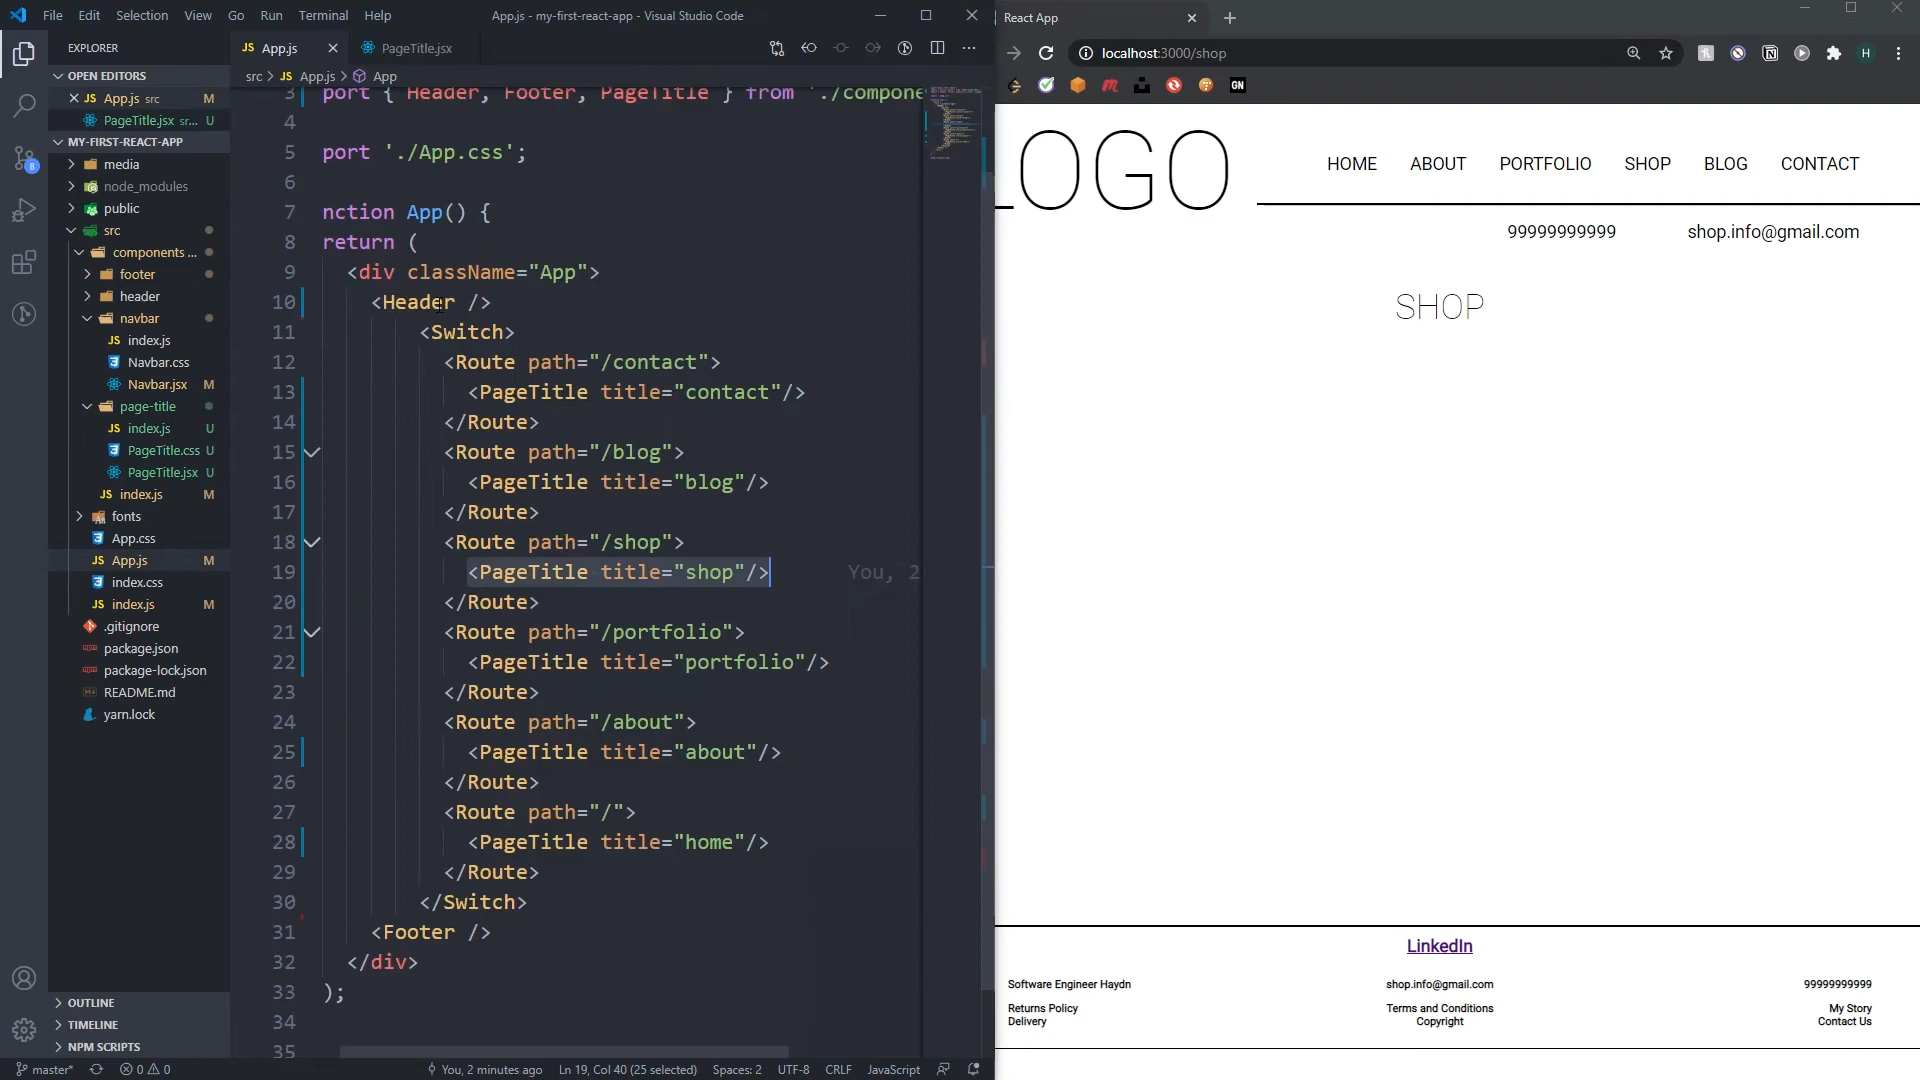 File Edit Selection View Go Run Terminal Help App.js - my-first-react-app - Visual Studio Code
EXPLORER
OPEN EDITORS
App.js src M
PageTitle.jsx sr... U
MY-FIRST-REACT-APP
media
node_modules
public
src
components ...
footer
header
navbar
index.js
Navbar.css
Navbar.jsx M
page-title
index.js U
PageTitle.css U
PageTitle.jsx U
index.js M
fonts
App.css
App.js M
index.css
index.js M
.gitignore
package.json
package-lock.json
README.md
yarn.lock
OUTLINE
TIMELINE
NPM SCRIPTS
8
JS App.js PageTitle.jsx
src > JS App.js > App
3 port { Header, Footer, PageTitle } from './compone
4
5 port './App.css';
6
7 nction App() {
8 return (
9 <div className="App">
10 <Header />
11 <Switch>
12 <Route path="/contact">
13 <PageTitle title="contact"/>
14 </Route>
15 <Route path="/blog">
16 <PageTitle title="blog"/>
17 </Route>
18 <Route path="/shop">
19 <PageTitle title="shop"/> You, 2
20 </Route>
21 <Route path="/portfolio">
22 <PageTitle title="portfolio"/>
23 </Route>
24 <Route path="/about">
25 <PageTitle title="about"/>
26 </Route>
27 <Route path="/">
28 <PageTitle title="home"/>
29 </Route>
30 </Switch>
31 <Footer />
32 </div>
33 );
34
35
master* 0 0 You, 2 minutes ago Ln 19, Col 40 (25 selected) Spaces: 2 UTF-8 CRLF JavaScript
React App
localhost:3000/shop
H
GN
LOGO
HOME ABOUT PORTFOLIO SHOP BLOG CONTACT
99999999999 shop.info@gmail.com
SHOP
LinkedIn
Software Engineer Haydn shop.info@gmail.com 99999999999
Returns Policy Terms and Conditions My Story
Delivery Copyright Contact Us